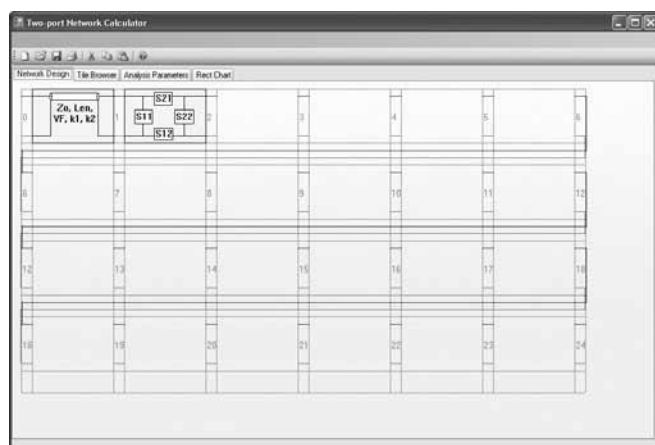 Two-port Network Calculator
Network Design Tile Browser Analysis Parameters Rect Chart
Zo, Len,
VF, k1, k2
S21
S11 S22
S12
0 1 2 3 4 5 6
6 7 8 9 10 11 12
12 13 14 15 16 17 18
18 19 20 21 22 23 24